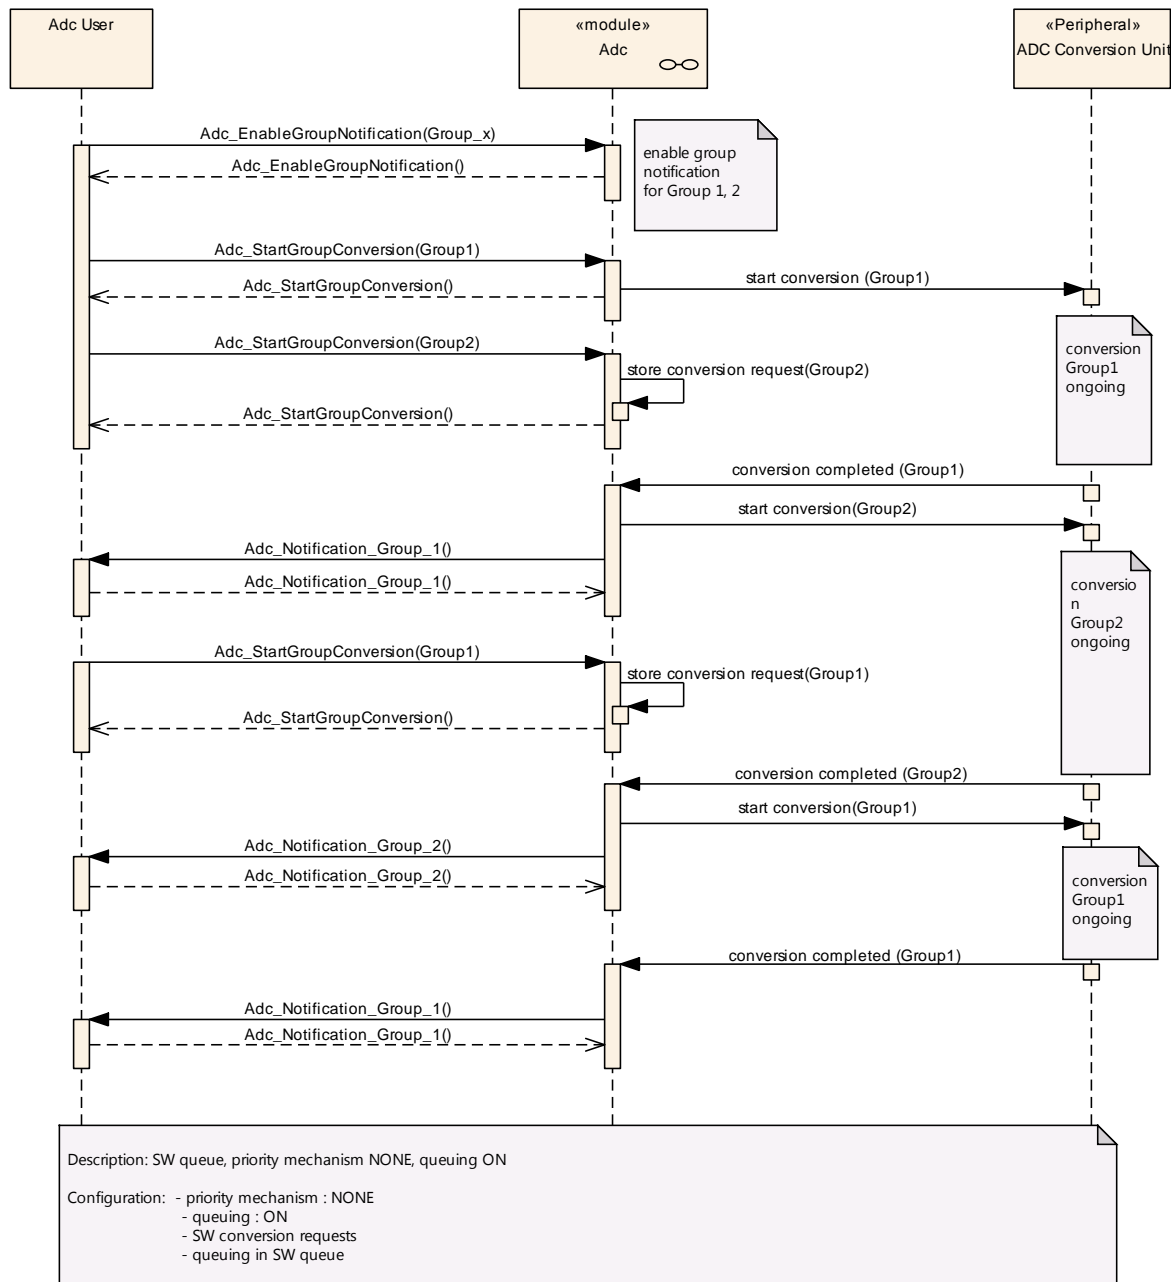 Adc User
«module»
Adc
«Peripheral»
ADC Conversion Unit
Adc_EnableGroupNotification(Group_x)
Adc_EnableGroupNotification()
enable group
notification
for Group 1, 2
Adc_StartGroupConversion(Group1)
Adc_StartGroupConversion()
start conversion (Group1)
conversion
Group1
ongoing
Adc_StartGroupConversion(Group2)
store conversion request(Group2)
Adc_StartGroupConversion()
conversion completed (Group1)
start conversion(Group2)
Adc_Notification_Group_1()
Adc_Notification_Group_1()
conversio
n
Group2
ongoing
Adc_StartGroupConversion(Group1)
store conversion request(Group1)
Adc_StartGroupConversion()
conversion completed (Group2)
start conversion(Group1)
Adc_Notification_Group_2()
Adc_Notification_Group_2()
conversion
Group1
ongoing
conversion completed (Group1)
Adc_Notification_Group_1()
Adc_Notification_Group_1()
Description: SW queue, priority mechanism NONE, queuing ON
Configuration: - priority mechanism : NONE
- queuing : ON
- SW conversion requests
- queuing in SW queue